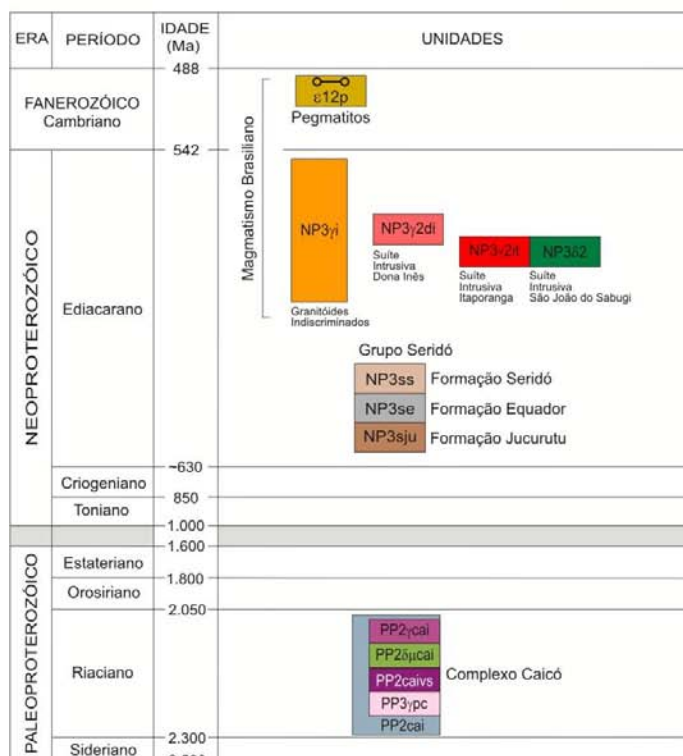 ERA
PERÍODO
IDADE
(Ma)
UNIDADES
488
FANEROZÓICO
Cambriano
ε12p
Pegmatitos
542
Magmatismo Brasiliano
NEOPROTEROZÓICO
Ediacarano
NP3γi
Granitóides
Indiscriminados
NP3γ2di
Suíte
Intrusiva
Dona Inês
NP3γ2it
Suíte
Intrusiva
Itaporanga
NP3δ2
Suíte
Intrusiva
São João do Sabugi
Grupo Seridó
NP3ss Formação Seridó
NP3se Formação Equador
NP3sju Formação Jucurutu
~630
Criogeniano
850
Toniano
1.000
1.600
PALEOPROTEROZÓICO
Estateriano
1.800
Orosiriano
2.050
Riaciano
PP2γcai
PP2δμcai
PP2caivs
PP3γpc
PP2cai
Complexo Caicó
2.300
Sideriano